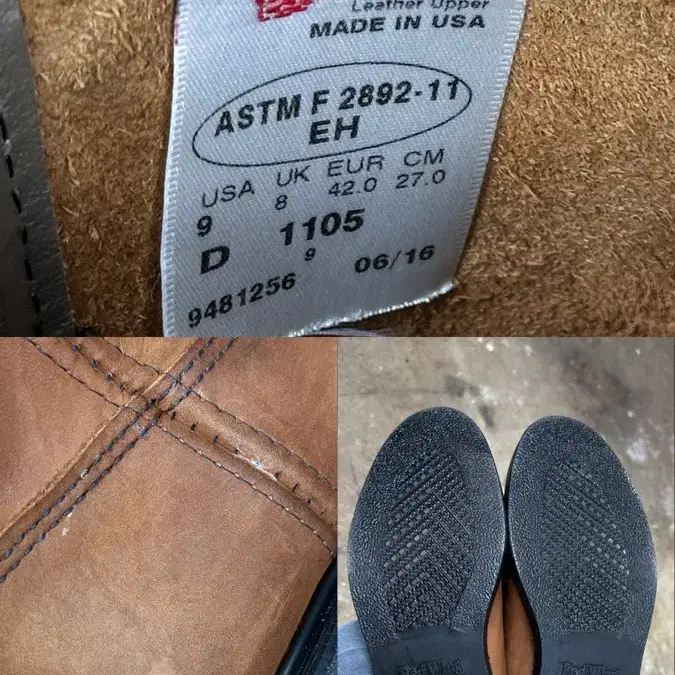 Leather Upper
MADE IN USA
ASTM F 2892-11
EH
USA UK EUR CM
9 8 42.0 27.0
D 1105 9 06/16
9481256